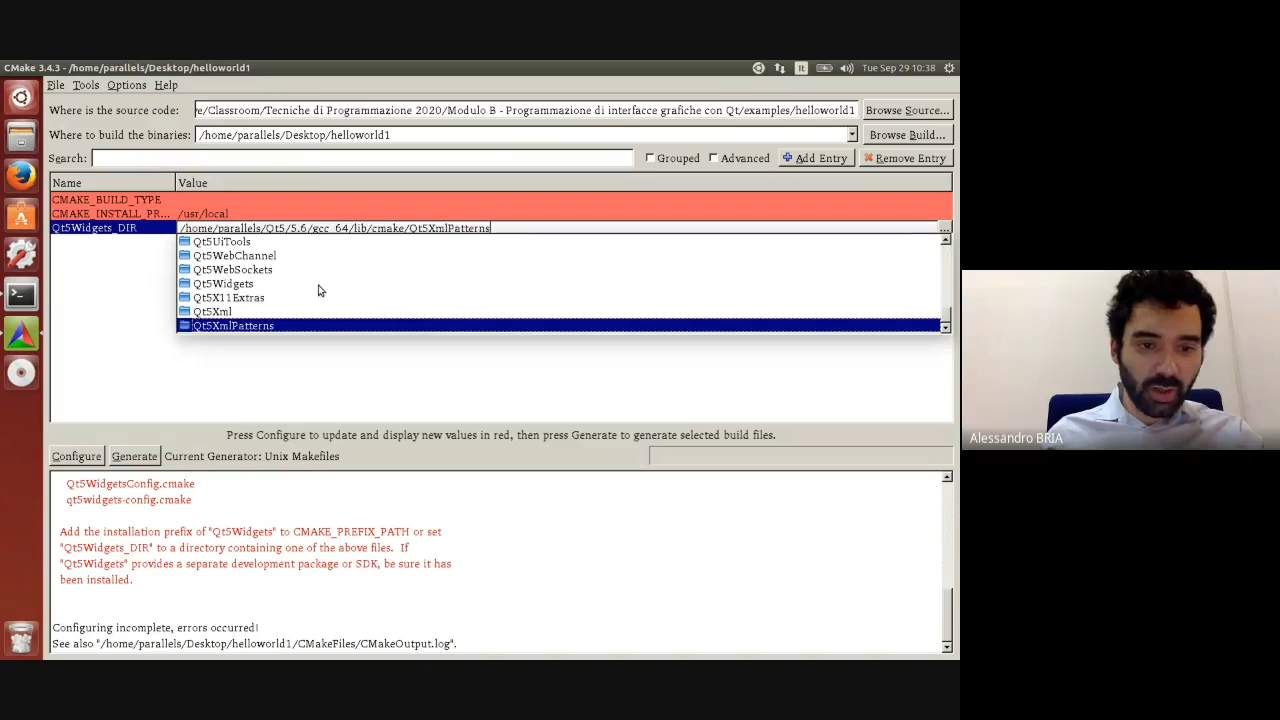 CMake 3.4.3 - /home/parallels/Desktop/helloworld1
Tue Sep 29 10:38
File Tools Options Help
Where is the source code: re/Classroom/Tecniche di Programmazione 2020/Modulo B - Programmazione di interfacce grafiche con Qt/examples/helloworld1 Browse Source...
Where to build the binaries: /home/parallels/Desktop/helloworld1 Browse Build...
Search: Grouped Advanced Add Entry Remove Entry
Name Value
CMAKE_BUILD_TYPE
CMAKE_INSTALL_PR... /usr/local
Qt5Widgets_DIR /home/parallels/Qt5/5.6/gcc_64/lib/cmake/Qt5XmlPatterns ...
Qt5UiTools
Qt5WebChannel
Qt5WebSockets
Qt5Widgets
Qt5X11Extras
Qt5Xml
Qt5XmlPatterns
Press Configure to update and display new values in red, then press Generate to generate selected build files.
Configure Generate Current Generator: Unix Makefiles
Qt5WidgetsConfig.cmake
qt5widgets-config.cmake
Add the installation prefix of "Qt5Widgets" to CMAKE_PREFIX_PATH or set
"Qt5Widgets_DIR" to a directory containing one of the above files. If
"Qt5Widgets" provides a separate development package or SDK, be sure it has
been installed.
Configuring incomplete, errors occurred!
See also "/home/parallels/Desktop/helloworld1/CMakeFiles/CMakeOutput.log".
Alessandro BRIA